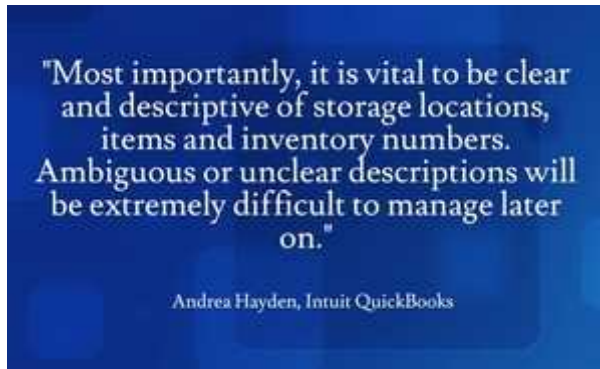 "Most importantly, it is vital to be clear
and descriptive of storage locations,
items and inventory numbers.
Ambiguous or unclear descriptions will
be extremely difficult to manage later
on."
Andrea Hayden, Intuit QuickBooks